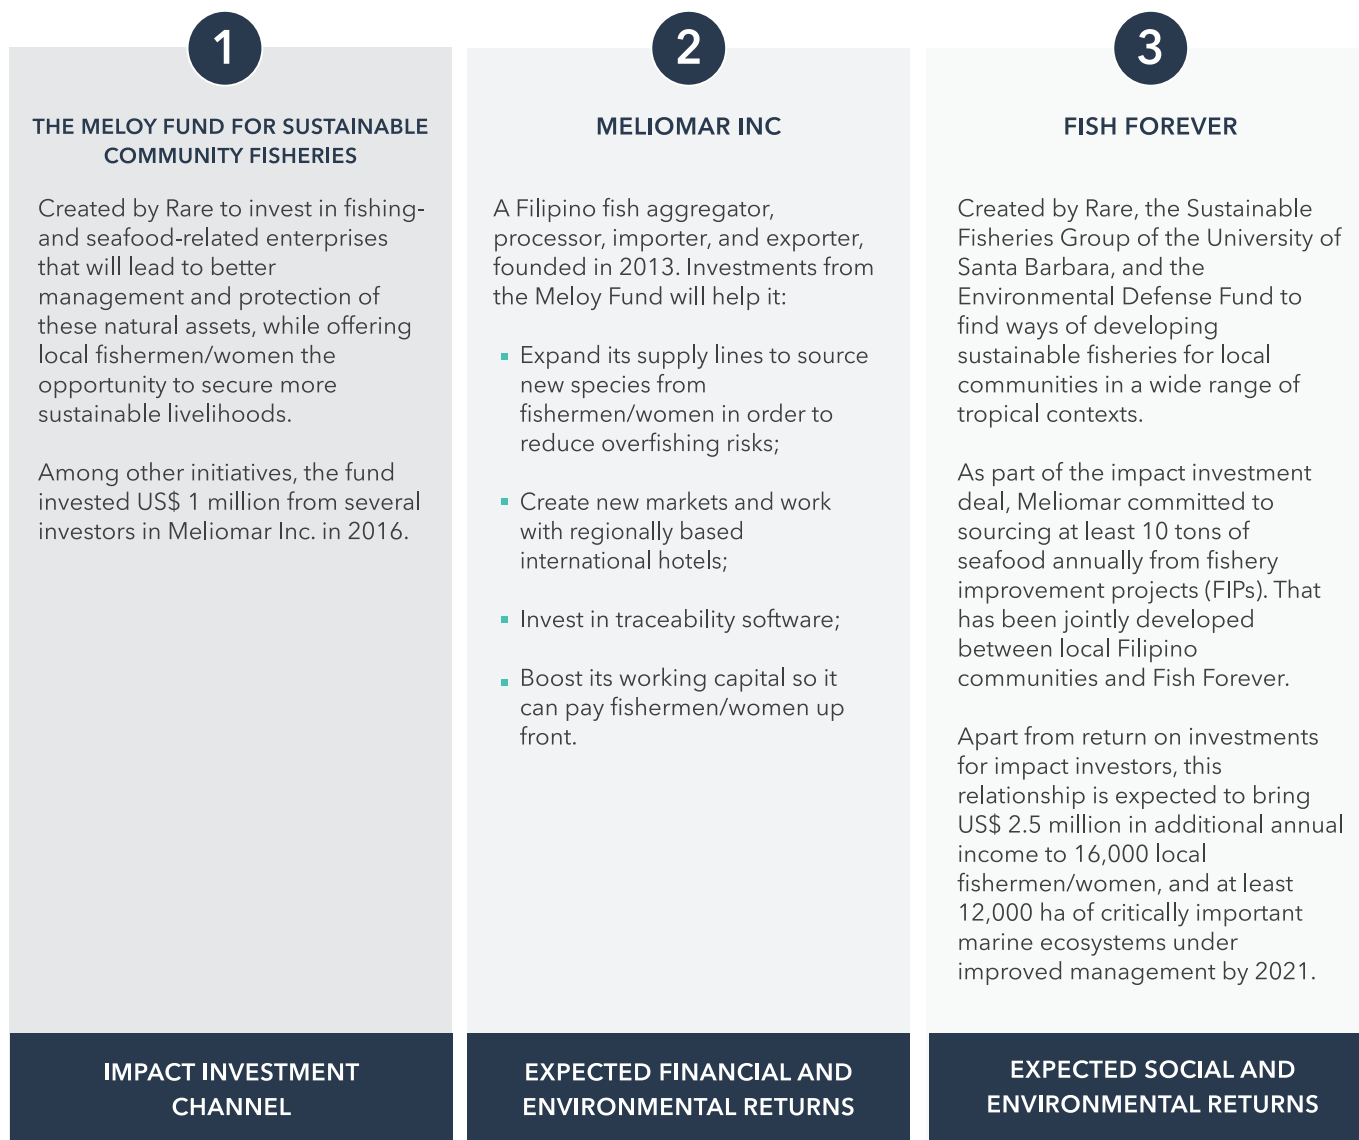 1
THE MELOY FUND FOR SUSTAINABLE
COMMUNITY FISHERIES
Created by Rare to invest in fishing-
and seafood-related enterprises
that will lead to better
management and protection of
these natural assets, while offering
local fishermen/women the
opportunity to secure more
sustainable livelihoods.
Among other initiatives, the fund
invested US$ 1 million from several
investors in Meliomar Inc. in 2016.
IMPACT INVESTMENT
CHANNEL
2
MELIOMAR INC
A Filipino fish aggregator,
processor, importer, and exporter,
founded in 2013. Investments from
the Meloy Fund will help it:
▪ Expand its supply lines to source
new species from
fishermen/women in order to
reduce overfishing risks;
▪ Create new markets and work
with regionally based
international hotels;
▪ Invest in traceability software;
▪ Boost its working capital so it
can pay fishermen/women up
front.
EXPECTED FINANCIAL AND
ENVIRONMENTAL RETURNS
3
FISH FOREVER
Created by Rare, the Sustainable
Fisheries Group of the University of
Santa Barbara, and the
Environmental Defense Fund to
find ways of developing
sustainable fisheries for local
communities in a wide range of
tropical contexts.
As part of the impact investment
deal, Meliomar committed to
sourcing at least 10 tons of
seafood annually from fishery
improvement projects (FIPs). That
has been jointly developed
between local Filipino
communities and Fish Forever.
Apart from return on investments
for impact investors, this
relationship is expected to bring
US$ 2.5 million in additional annual
income to 16,000 local
fishermen/women, and at least
12,000 ha of critically important
marine ecosystems under
improved management by 2021.
EXPECTED SOCIAL AND
ENVIRONMENTAL RETURNS